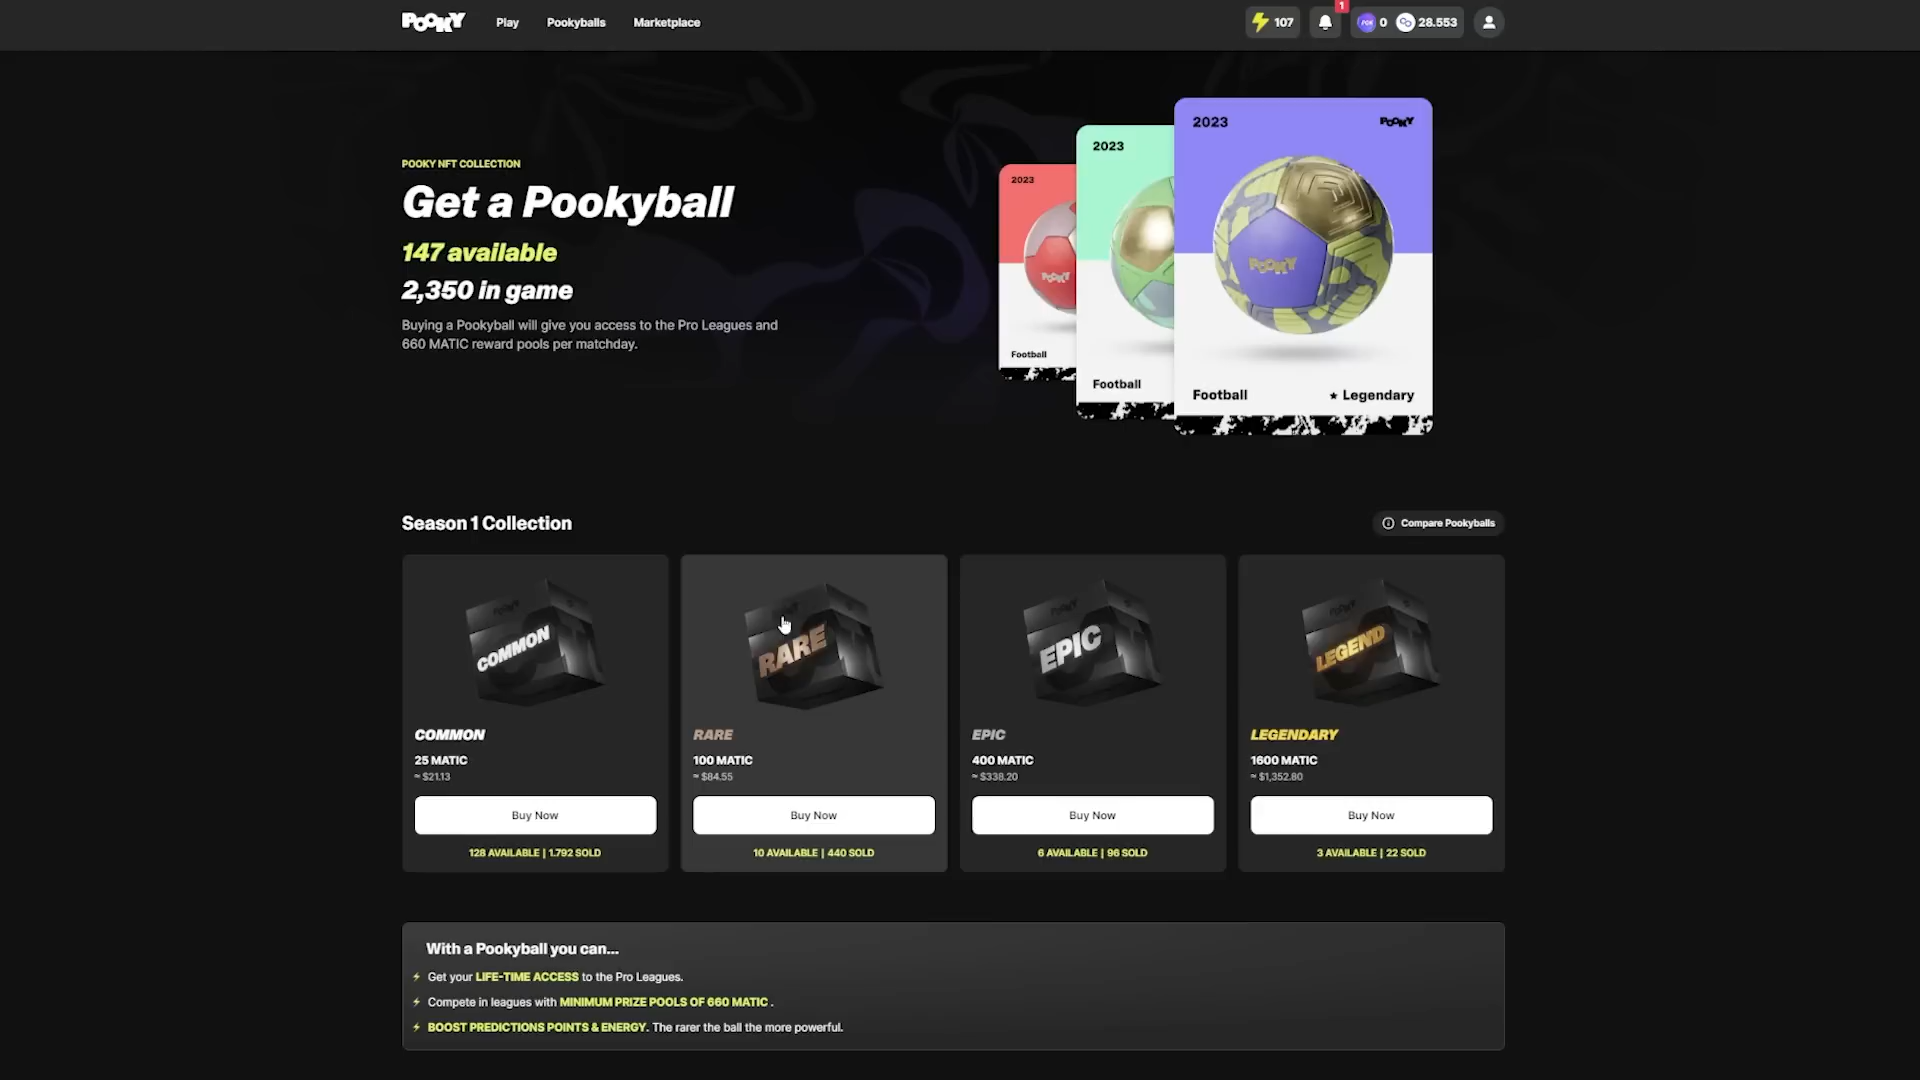 POOKY Play Pookyballs Marketplace 107 1 POK 0 28.553
POOKY NFT COLLECTION
Get a Pookyball
147 available
2,350 in game
Buying a Pookyball will give you access to the Pro Leagues and
660 MATIC reward pools per matchday.
2023
POOKY
Football
2023
Football
2023 POOKY
POOKY
Football ★ Legendary
Season 1 Collection
Compare Pookyballs
POOKY
COMMON
COMMON
25 MATIC
≈ $21.13
Buy Now
128 AVAILABLE | 1.792 SOLD
RARE
RARE
100 MATIC
≈ $84.55
Buy Now
10 AVAILABLE | 440 SOLD
POOKY
EPIC
EPIC
400 MATIC
≈ $338.20
Buy Now
6 AVAILABLE | 96 SOLD
POOKY
LEGEND
LEGENDARY
1600 MATIC
≈ $1,352.80
Buy Now
3 AVAILABLE | 22 SOLD
With a Pookyball you can...
Get your LIFE-TIME ACCESS to the Pro Leagues.
Compete in leagues with MINIMUM PRIZE POOLS OF 660 MATIC .
BOOST PREDICTIONS POINTS & ENERGY. The rarer the ball the more powerful.